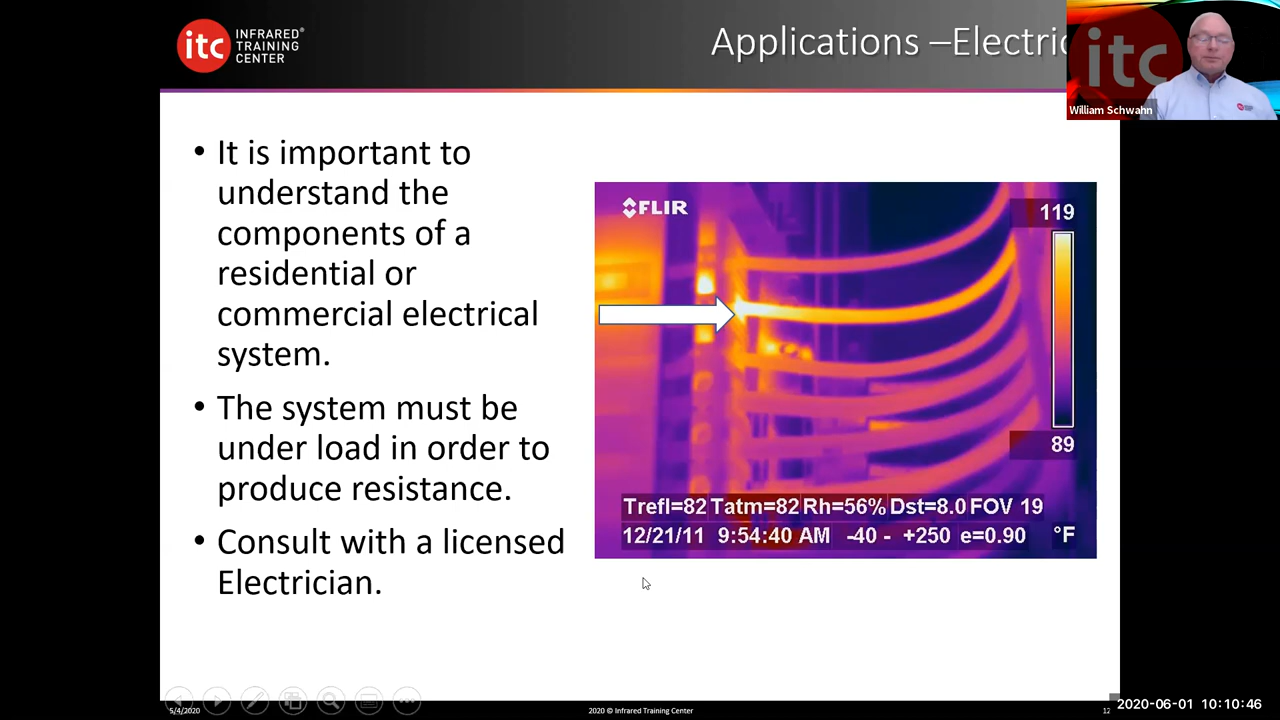 itc INFRARED
TRAINING
CENTER®
Applications –Electric
itc
William Schwahn
• It is important to
understand the
components of a
residential or
commercial electrical
system.
• The system must be
under load in order to
produce resistance.
• Consult with a licensed
Electrician.
FLIR
119
89
Trefl=82 Tatm=82 Rh=56% Dst=8.0 FOV 19
12/21/11 9:54:40 AM -40 - +250 e=0.90 °F
5/4/2020
2020 © Infrared Training Center
12
2020-06-01 10:10:46